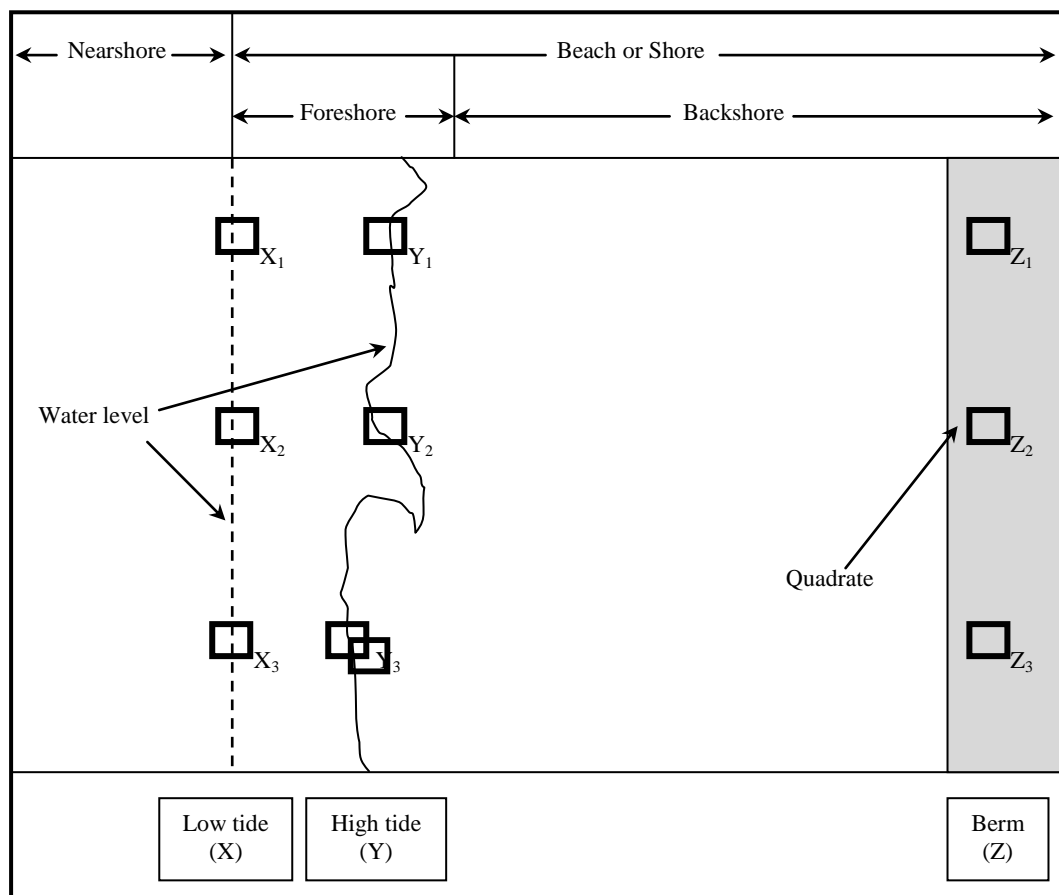 Nearshore
Beach or Shore
Foreshore
Backshore
X₁
Y₁
Z₁
Water level
X₂
Y₂
Z₂
Quadrate
X₃
Y₃
Z₃
Low tide
(X)
High tide
(Y)
Berm
(Z)